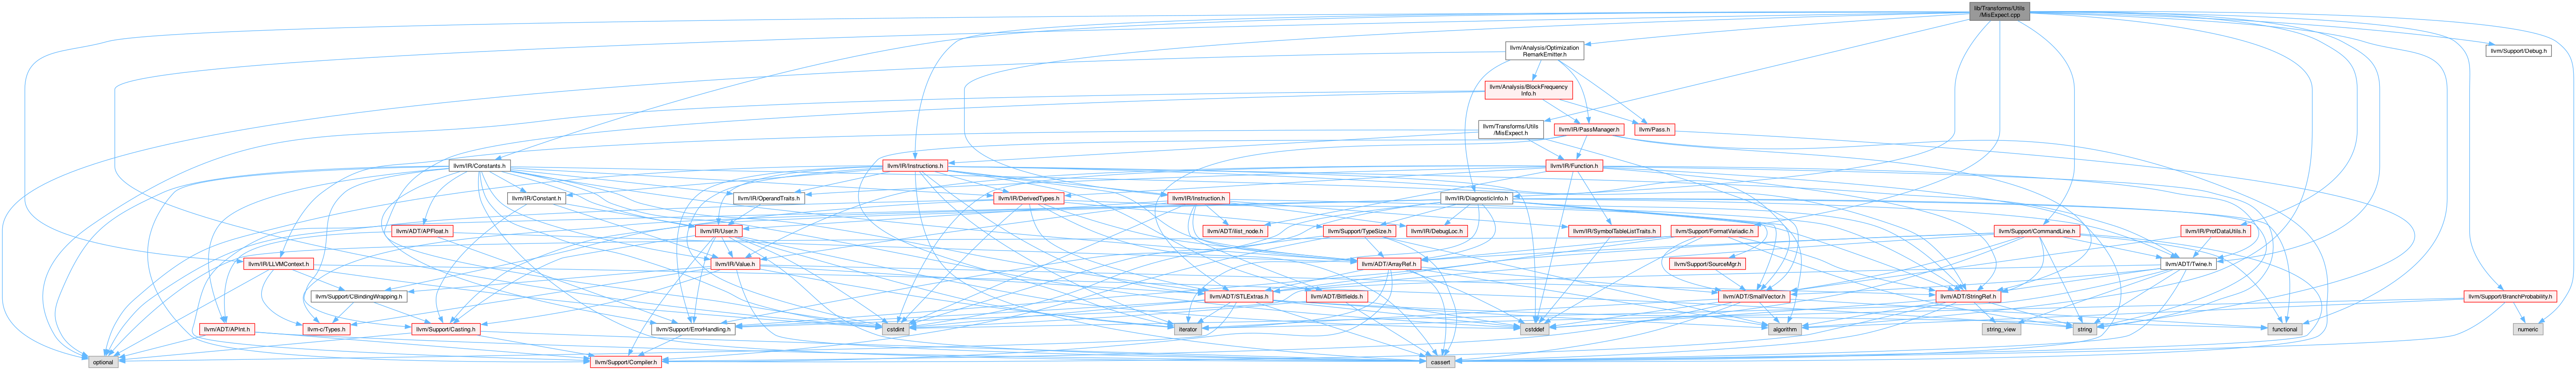 lib/Transforms/Utils
/MisExpect.cpp
llvm/Analysis/Optimization
RemarkEmitter.h
llvm/Support/Debug.h
llvm/Analysis/BlockFrequency
Info.h
llvm/Transforms/Utils
/MisExpect.h
llvm/IR/PassManager.h
llvm/Pass.h
llvm/IR/Constants.h
llvm/IR/Instructions.h
llvm/IR/Function.h
llvm/IR/Constant.h
llvm/IR/OperandTraits.h
llvm/IR/DerivedTypes.h
llvm/IR/Instruction.h
llvm/IR/DiagnosticInfo.h
llvm/ADT/APFloat.h
llvm/IR/User.h
llvm/ADT/ilist_node.h
llvm/Support/TypeSize.h
llvm/IR/DebugLoc.h
llvm/IR/SymbolTableListTraits.h
llvm/Support/FormatVariadic.h
llvm/Support/CommandLine.h
llvm/IR/ProfDataUtils.h
llvm/IR/LLVMContext.h
llvm/IR/Value.h
llvm/ADT/ArrayRef.h
llvm/Support/SourceMgr.h
llvm/ADT/Twine.h
llvm/Support/CBindingWrapping.h
llvm/ADT/STLExtras.h
llvm/ADT/Bitfields.h
llvm/ADT/SmallVector.h
llvm/ADT/StringRef.h
llvm/Support/BranchProbability.h
llvm/ADT/APInt.h
llvm-c/Types.h
llvm/Support/Casting.h
llvm/Support/ErrorHandling.h
cstdint
iterator
cstddef
algorithm
string_view
string
functional
numeric
optional
llvm/Support/Compiler.h
cassert